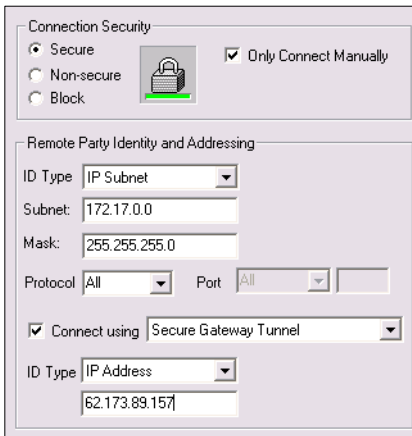 Connection Security
Secure
Only Connect Manually
Non-secure
Block
Remote Party Identity and Addressing
ID Type IP Subnet
Subnet: 172.17.0.0
Mask: 255.255.255.0
Protocol All Port All
Connect using Secure Gateway Tunnel
ID Type IP Address
62.173.89.157